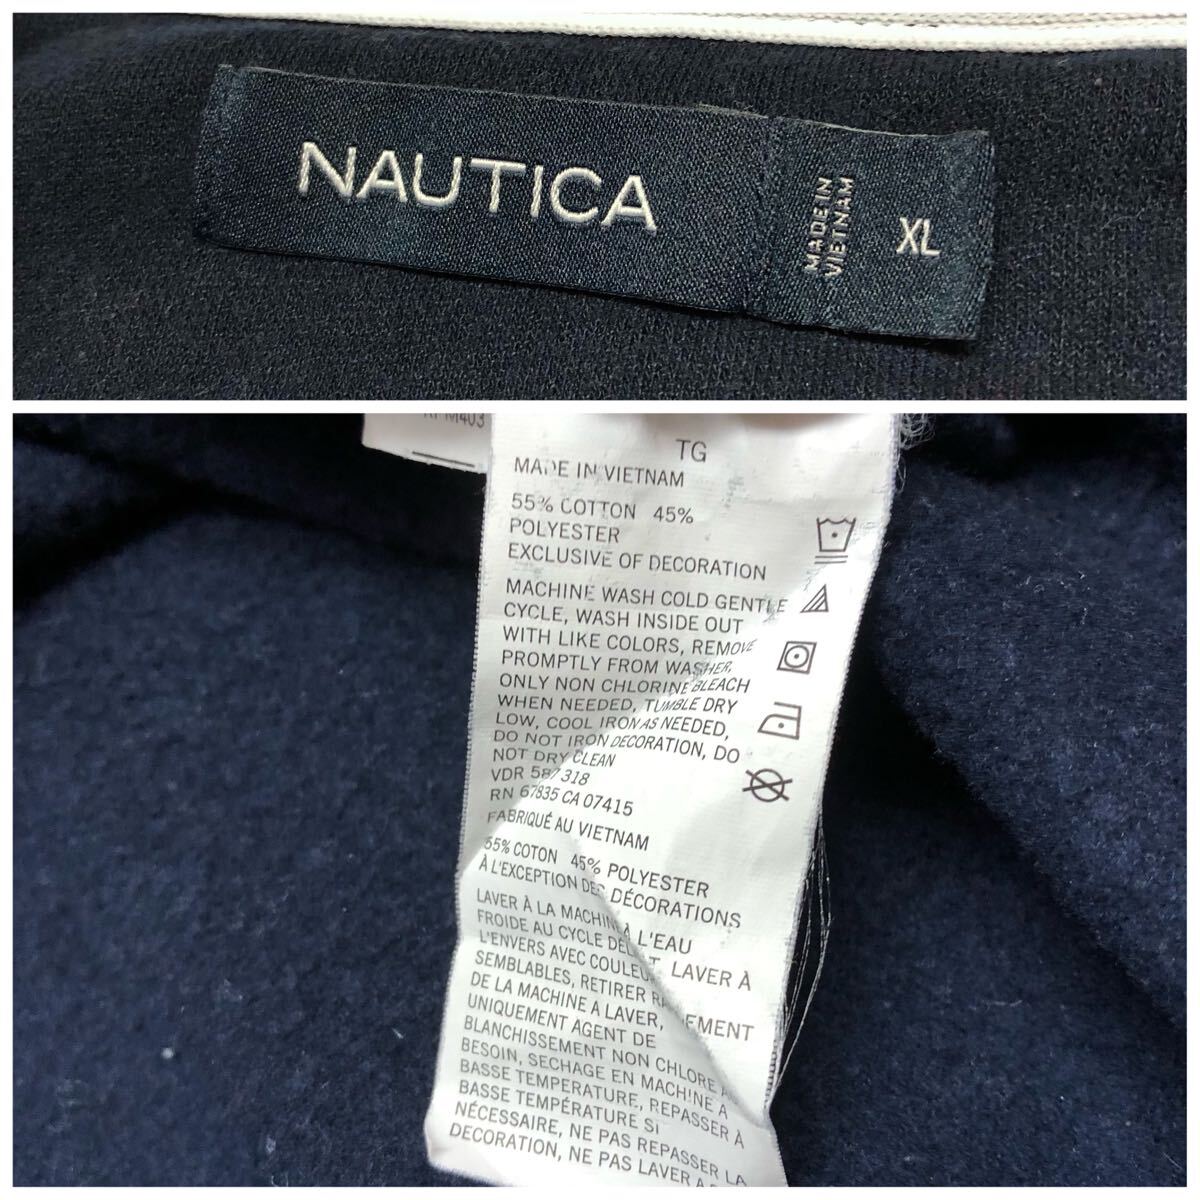 NAUTICA
MADE IN
VIETNAM
XL
TG
MADE IN VIETNAM
55% COTTON 45%
POLYESTER
EXCLUSIVE OF DECORATION
MACHINE WASH COLD GENTLE
CYCLE, WASH INSIDE OUT
WITH LIKE COLORS, REMOVE
PROMPTLY FROM WASHER,
ONLY NON CHLORINE BLEACH
WHEN NEEDED, TUMBLE DRY
LOW, COOL IRON AS NEEDED,
DO NOT IRON DECORATION, DO
NOT DRY CLEAN
VDR 587318
RN 67835 CA 07415
FABRIQUÉ AU VIETNAM
55% COTON 45% POLYESTER
À L'EXCEPTION DES DÉCORATIONS
LAVER À LA MACHINE À L'EAU
FROIDE AU CYCLE LAVER À
L'ENVERS AVEC
SEMBLABLES, RETIRER
DE LA MACHINE A LAVER,
UNIQUEMENT AGENT DE
BLANCHISSEMENT NON CHLORE
BESOIN, SECHAGE EN MACHINE A
BASSE TEMPERATURE, REPASSER À
BASSE TEMPÉRATURE SI
NÉCESSAIRE, NE PAS REPASSER LA
DECORATION, NE PAS LAVER A